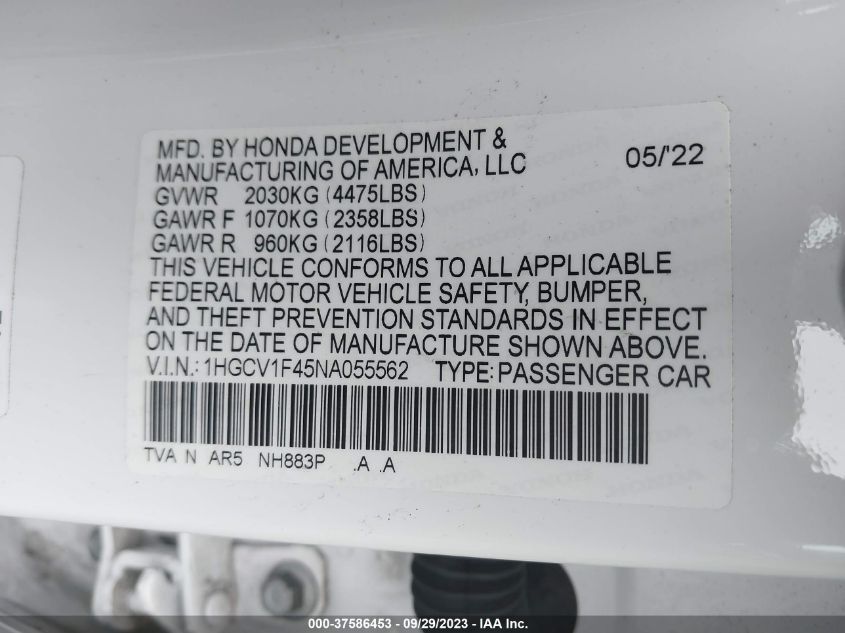 MFD. BY HONDA DEVELOPMENT &
MANUFACTURING OF AMERICA, LLC 05/'22
GVWR 2030KG (4475LBS)
GAWR F 1070KG (2358LBS)
GAWR R 960KG (2116LBS)
THIS VEHICLE CONFORMS TO ALL APPLICABLE
FEDERAL MOTOR VEHICLE SAFETY, BUMPER,
AND THEFT PREVENTION STANDARDS IN EFFECT
ON THE DATE OF MANUFACTURE SHOWN ABOVE.
V.I.N.: 1HGCV1F45NA055562 TYPE: PASSENGER CAR
TVA N AR5 NH883P .A .A
000-37586453 - 09/29/2023 - IAA Inc.